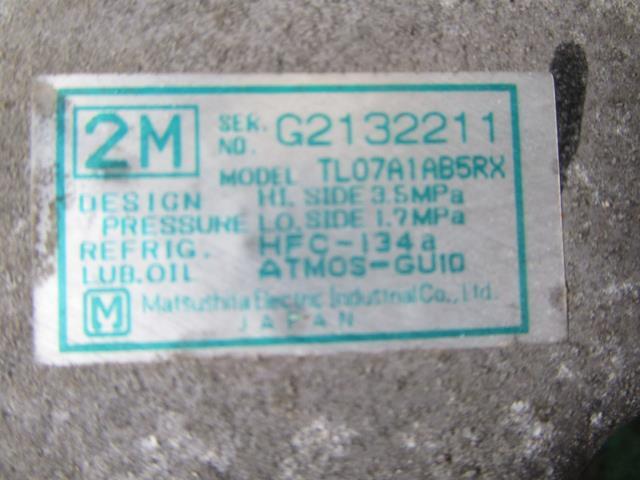 2M SER. NO. G2132211
MODEL TL07A1AB5RX
DESIGN PRESSURE HI. SIDE 3.5MPa
LO. SIDE 1.7MPa
REFRIG. HFC-134a
LUB. OIL ATMOS-GU10
M Matsushita Electric Industrial Co., Ltd.
JAPAN